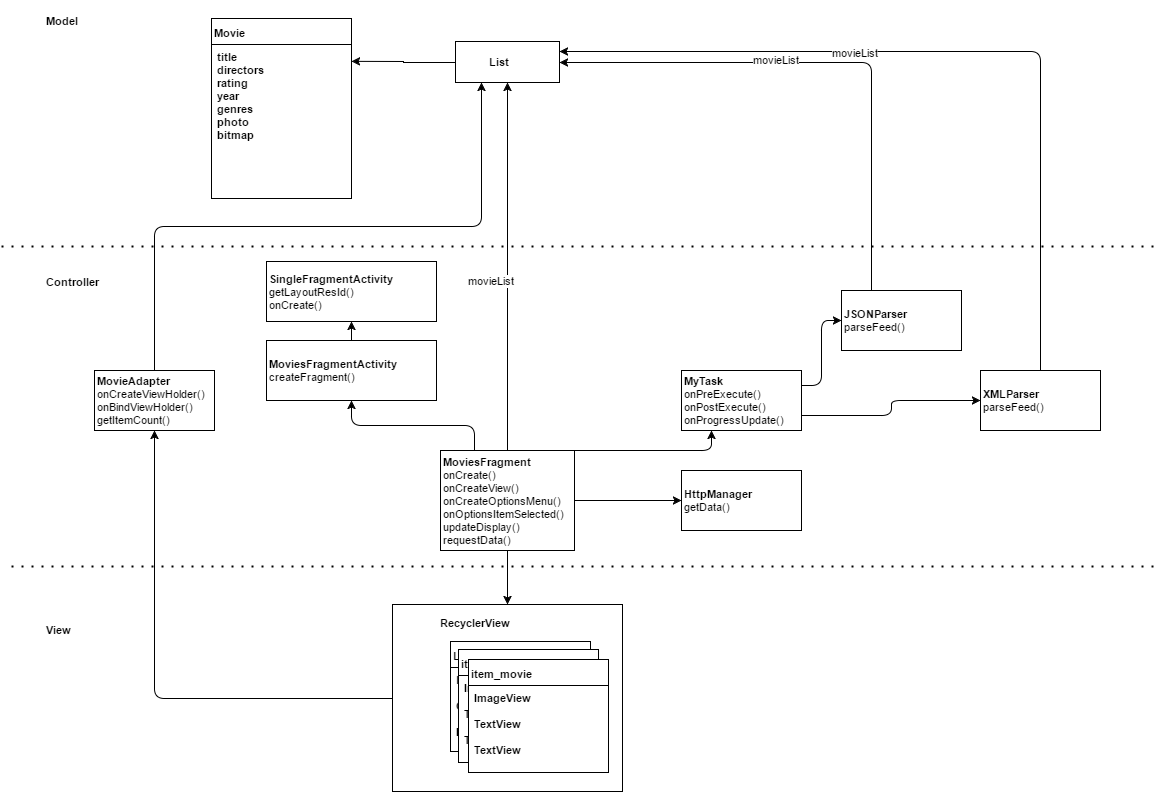 Model
Movie
title
directors
rating
year
genres
photo
bitmap
List
movieList
movieList
Controller
movieList
SingleFragmentActivity
getLayoutResId()
onCreate()
MoviesFragmentActivity
createFragment()
MovieAdapter
onCreateViewHolder()
onBindViewHolder()
getItemCount()
JSONParser
parseFeed()
MyTask
onPreExecute()
onPostExecute()
onProgressUpdate()
XMLParser
parseFeed()
MoviesFragment
onCreate()
onCreateView()
onCreateOptionsMenu()
onOptionsItemSelected()
updateDisplay()
requestData()
HttpManager
getData()
View
RecyclerView
item_movie
ImageView
TextView
TextView